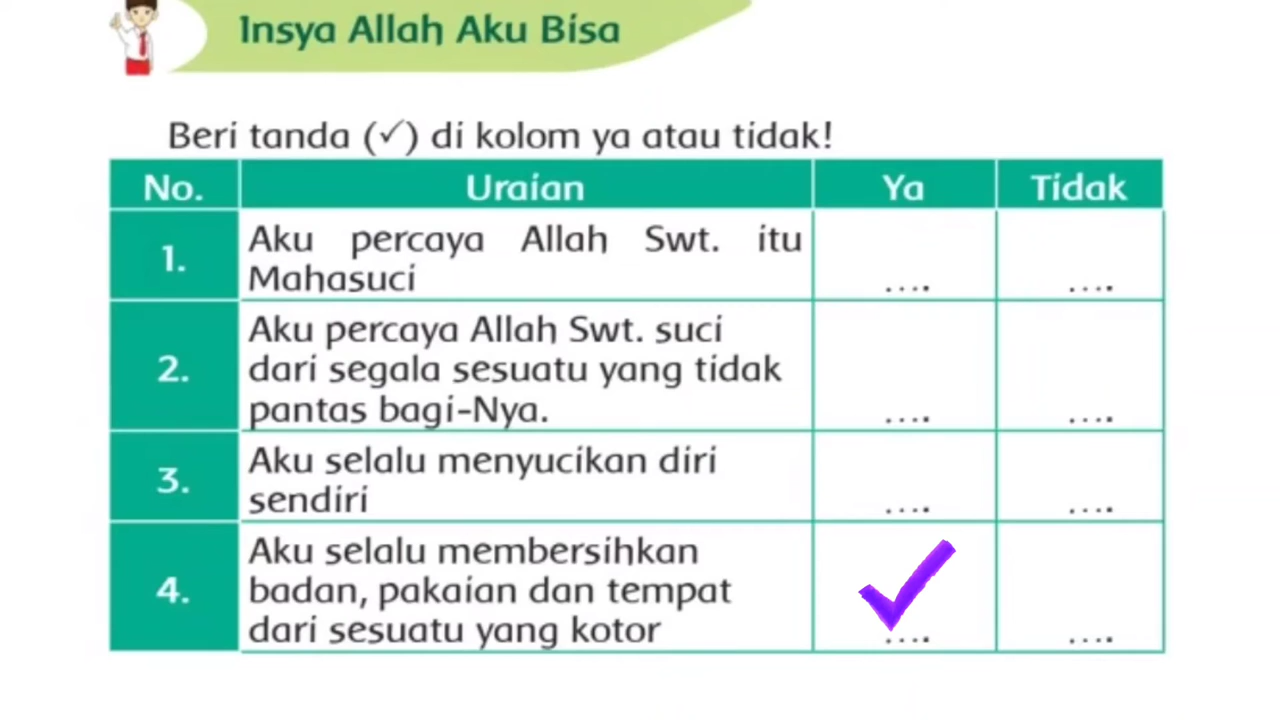 Insya Allah Aku Bisa
Beri tanda (✓) di kolom ya atau tidak!
No. Uraian Ya Tidak
1. Aku percaya Allah Swt. itu
Mahasuci .... ....
2. Aku percaya Allah Swt. suci
dari segala sesuatu yang tidak
pantas bagi-Nya. .... ....
3. Aku selalu menyucikan diri
sendiri .... ....
4. Aku selalu membersihkan
badan, pakaian dan tempat
dari sesuatu yang kotor ✓ .... ....